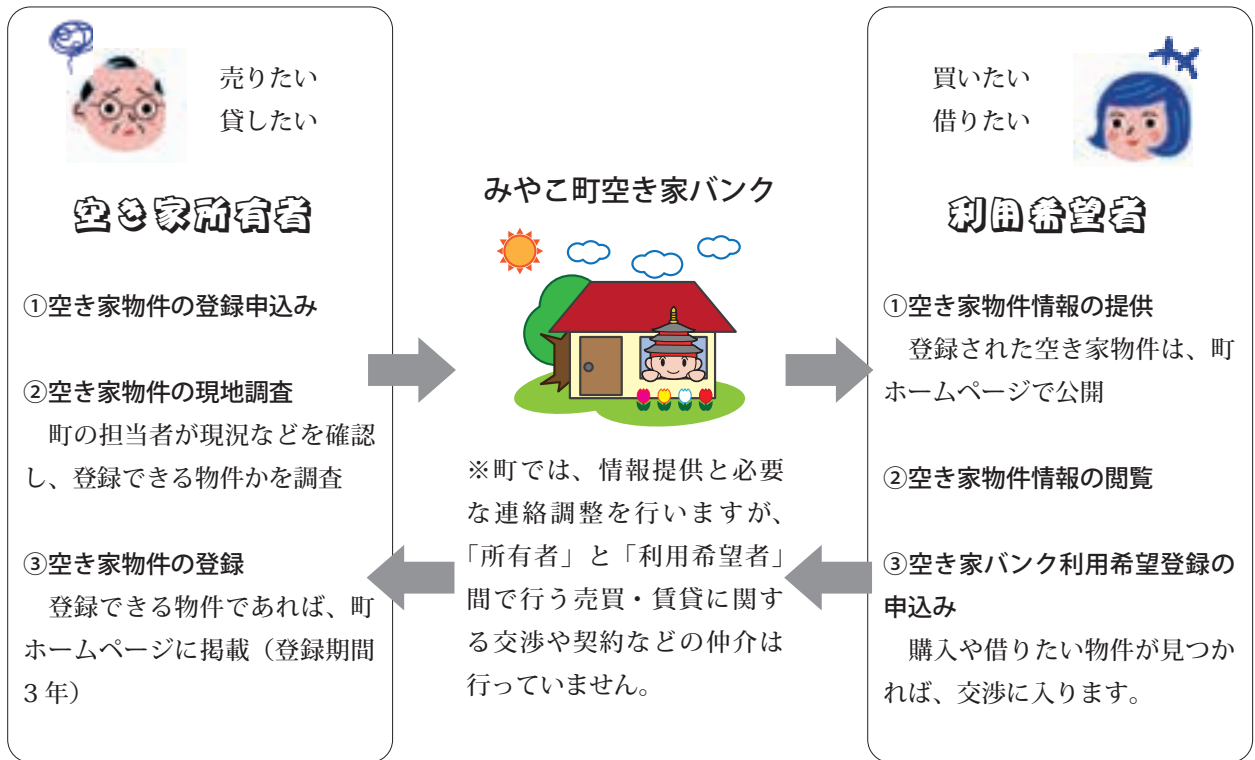 売りたい
貸したい
空き家所有者
①空き家物件の登録申込み
②空き家物件の現地調査
　町の担当者が現況などを確認
し、登録できる物件かを調査
③空き家物件の登録
　登録できる物件であれば、町
ホームページに掲載（登録期間
3 年）
みやこ町空き家バンク
※町では、情報提供と必要
な連絡調整を行いますが、
「所有者」と「利用希望者」
間で行う売買・賃貸に関す
る交渉や契約などの仲介は
行っていません。
買いたい
借りたい
利用希望者
①空き家物件情報の提供
　登録された空き家物件は、町
ホームページで公開
②空き家物件情報の閲覧
③空き家バンク利用希望登録の
申込み
　購入や借りたい物件が見つか
れば、交渉に入ります。